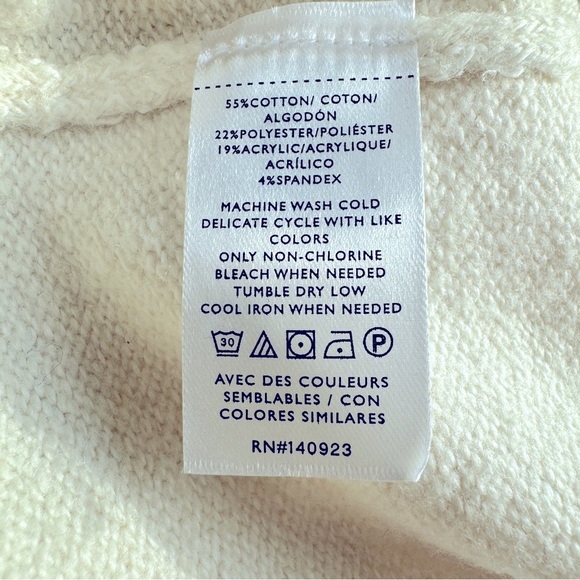 55%COTTON/ COTON/
ALGODÓN
22%POLYESTER/POLIÉSTER
19%ACRYLIC/ACRYLIQUE/
ACRÍLICO
4%SPANDEX
MACHINE WASH COLD
DELICATE CYCLE WITH LIKE
COLORS
ONLY NON-CHLORINE
BLEACH WHEN NEEDED
TUMBLE DRY LOW
COOL IRON WHEN NEEDED
30 P
AVEC DES COULEURS
SEMBLABLES / CON
COLORES SIMILARES
RN#140923